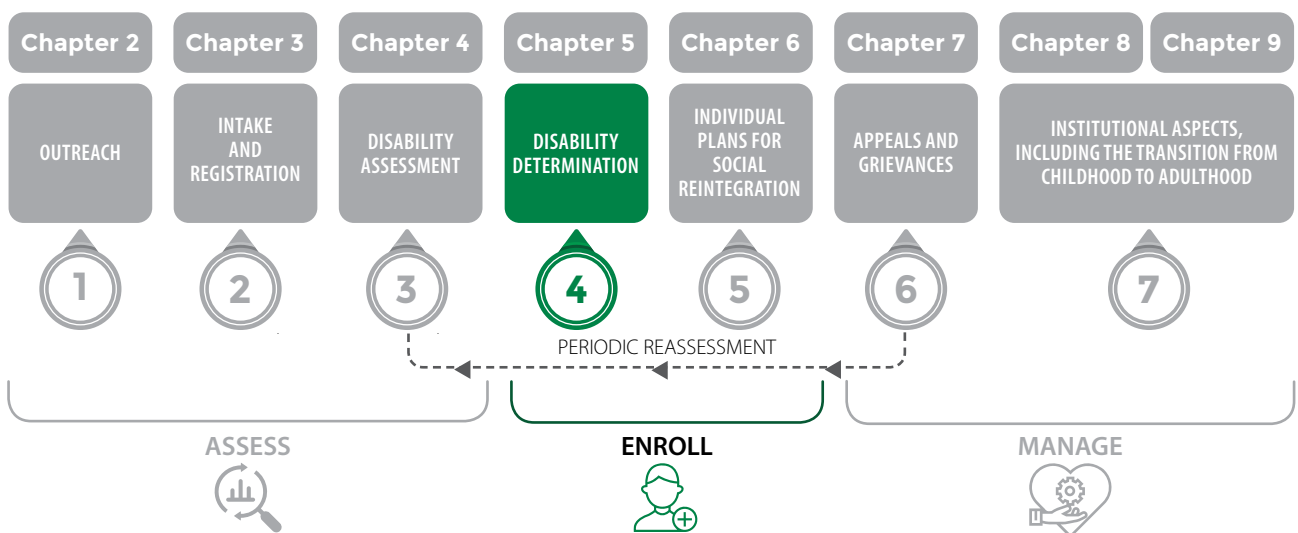 Chapter 2
Chapter 3
Chapter 4
Chapter 5
Chapter 6
Chapter 7
Chapter 8
Chapter 9
OUTREACH
INTAKE
AND
REGISTRATION
DISABILITY
ASSESSMENT
DISABILITY
DETERMINATION
INDIVIDUAL
PLANS FOR
SOCIAL
REINTEGRATION
APPEALS AND
GRIEVANCES
INSTITUTIONAL ASPECTS,
INCLUDING THE TRANSITION FROM
CHILDHOOD TO ADULTHOOD
1
2
3
4
5
6
7
PERIODIC REASSESSMENT
ASSESS
ENROLL
MANAGE